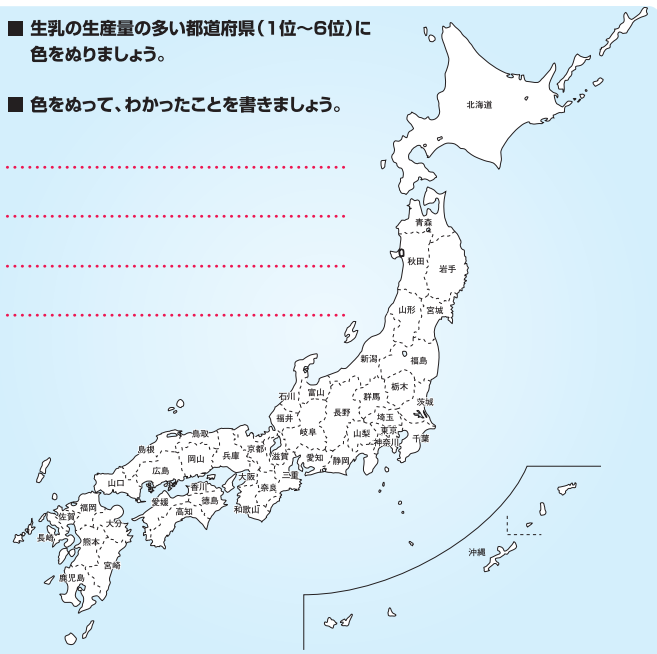 ■ 生乳の生産量の多い都道府県（1位～6位）に
色をぬりましょう。
■ 色をぬって、わかったことを書きましょう。
北海道
青森
秋田
岩手
山形
宮城
新潟
福島
石川
富山
群馬
栃木
茨城
福井
長野
埼玉
岐阜
山梨
東京
神奈川
千葉
島根
鳥取
岡山
兵庫
京都
滋賀
愛知
静岡
広島
山口
大阪
三重
奈良
和歌山
香川
愛媛
徳島
高知
福岡
佐賀
大分
長崎
熊本
宮崎
鹿児島
沖縄